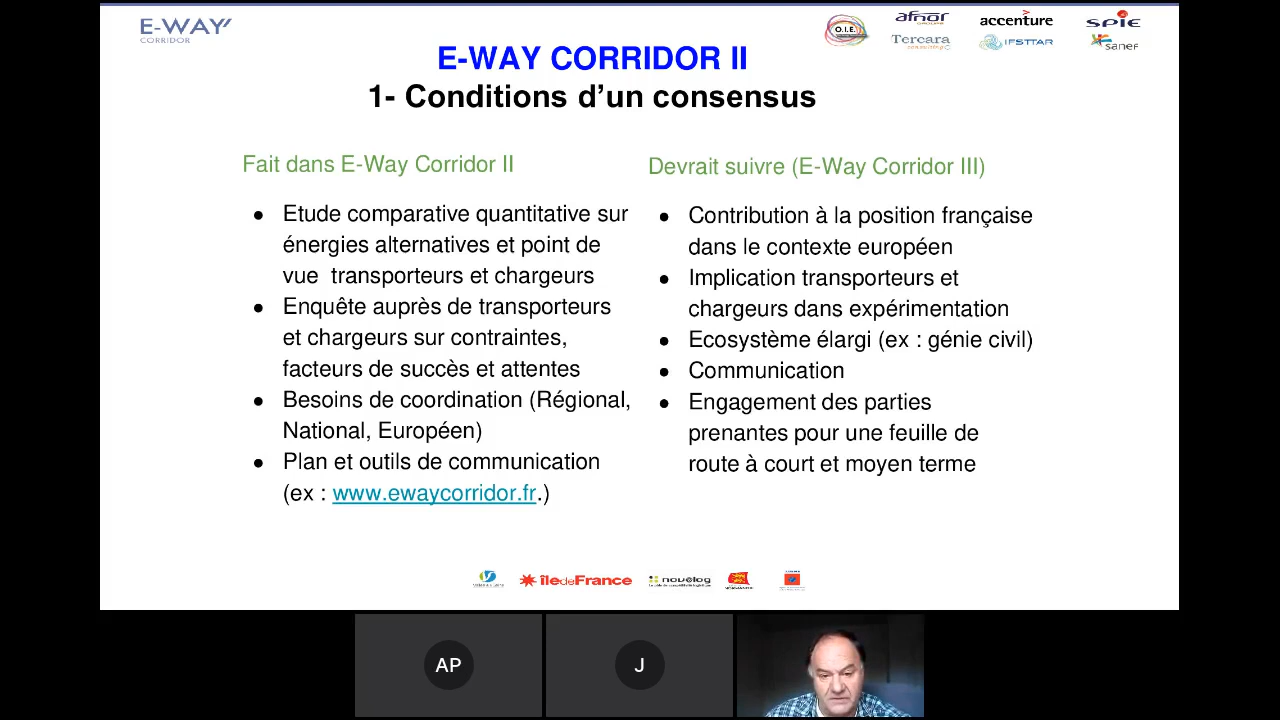 E-WAY
CORRIDOR
O.I.E.
afnor
GROUPE
accenture
SPIE
Tercara
consulting
IFSTTAR
sanef
E-WAY CORRIDOR II
1- Conditions d’un consensus
Fait dans E-Way Corridor II
● Etude comparative quantitative sur
énergies alternatives et point de
vue transporteurs et chargeurs
● Enquête auprès de transporteurs
et chargeurs sur contraintes,
facteurs de succès et attentes
● Besoins de coordination (Régional,
National, Européen)
● Plan et outils de communication
(ex : www.ewaycorridor.fr.)
Devrait suivre (E-Way Corridor III)
● Contribution à la position française
dans le contexte européen
● Implication transporteurs et
chargeurs dans expérimentation
● Ecosystème élargi (ex : génie civil)
● Communication
● Engagement des parties
prenantes pour une feuille de
route à court et moyen terme
îledeFrance
novelog
AP
J